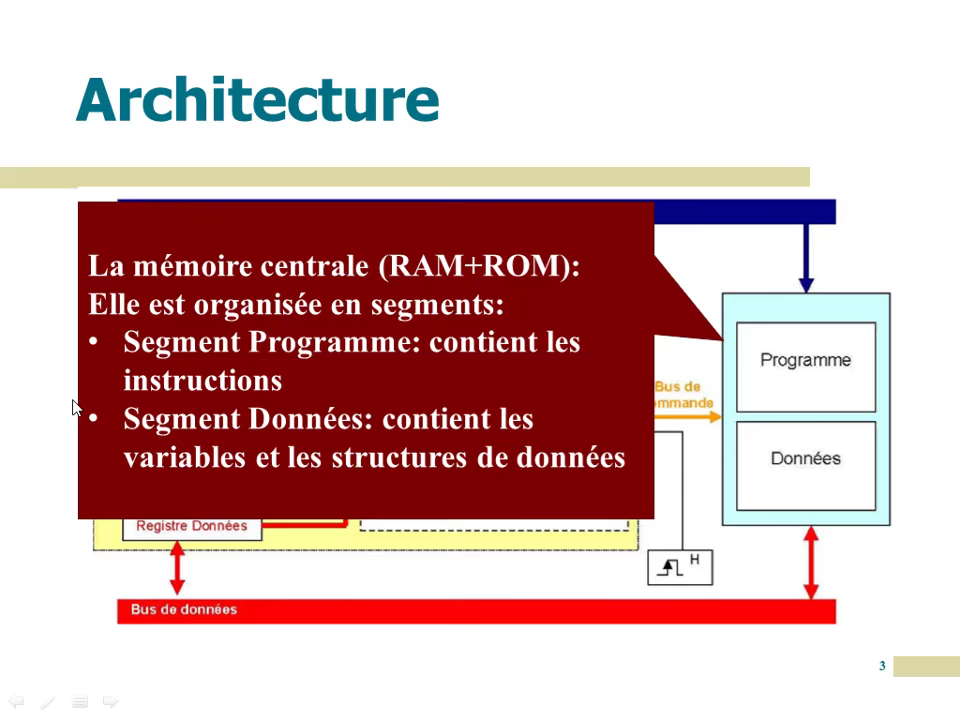 Architecture
La mémoire centrale (RAM+ROM):
Elle est organisée en segments:
• Segment Programme: contient les
instructions
• Segment Données: contient les
variables et les structures de données
Programme
Bus de
ommande
Données
Registre Données
H
Bus de données
3